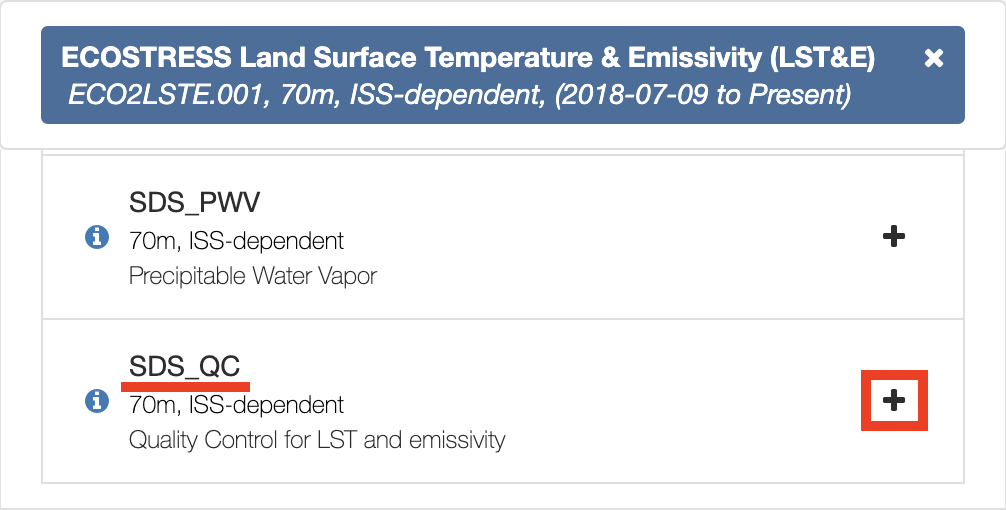 ECOSTRESS Land Surface Temperature & Emissivity (LST&E)
ECO2LSTE.001, 70m, ISS-dependent, (2018-07-09 to Present)
SDS_PWV
70m, ISS-dependent
Precipitable Water Vapor
SDS_QC
70m, ISS-dependent
Quality Control for LST and emissivity